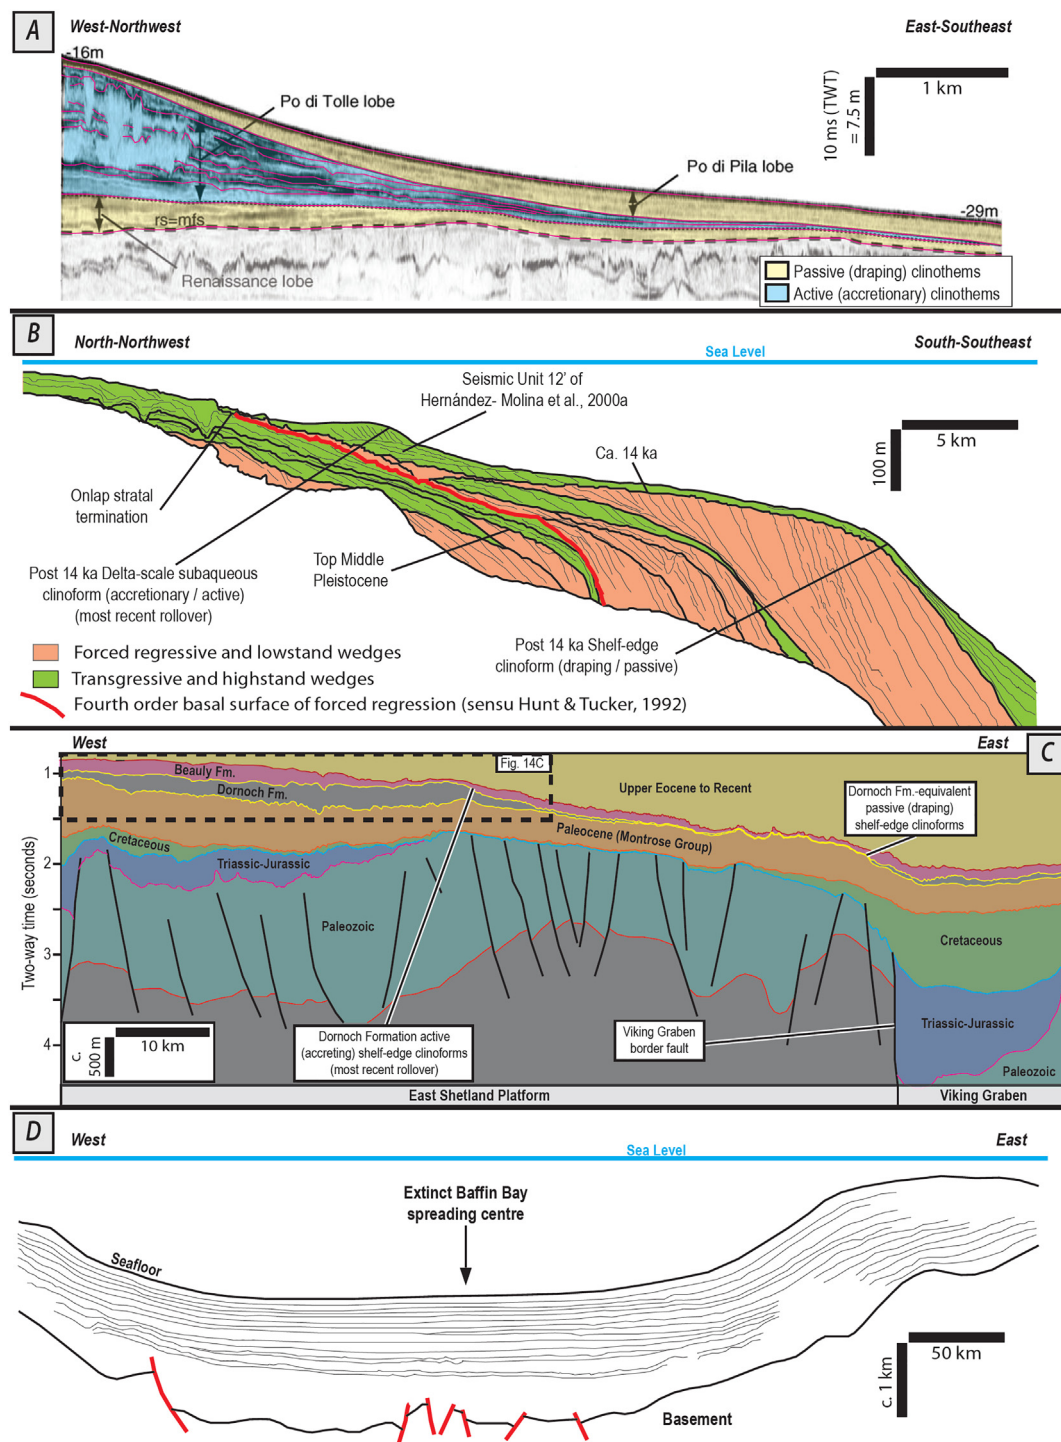 A
West-Northwest
East-Southeast
-16m
Po di Tolle lobe
1 km
10 ms (TWT)
= 7.5 m
Po di Pila lobe
-29m
rs=mfs
Renaissance lobe
Passive (draping) clinothems
Active (accretionary) clinothems
B
North-Northwest
South-Southeast
Sea Level
Seismic Unit 12' of
Hernández- Molina et al., 2000a
5 km
100 m
Ca. 14 ka
Onlap stratal
termination
Top Middle
Pleistocene
Post 14 ka Delta-scale subaqueous
clinoform (accretionary / active)
(most recent rollover)
Post 14 ka Shelf-edge
clinoform (draping / passive)
Forced regressive and lowstand wedges
Transgressive and highstand wedges
Fourth order basal surface of forced regression (sensu Hunt & Tucker, 1992)
West
East
C
Fig. 14C
1
2
3
4
Two-way time (seconds)
Beauly Fm.
Dornoch Fm.
Upper Eocene to Recent
Dornoch Fm.-equivalent
passive (draping)
shelf-edge clinoforms
Paleocene (Montrose Group)
Cretaceous
Triassic-Jurassic
Paleozoic
Cretaceous
Triassic-Jurassic
Paleozoic
10 km
c.
500 m
Dornoch Formation active
(accreting) shelf-edge clinoforms
(most recent rollover)
Viking Graben
border fault
East Shetland Platform
Viking Graben
D
West
East
Sea Level
Extinct Baffin Bay
spreading centre
Seafloor
50 km
c. 1 km
Basement